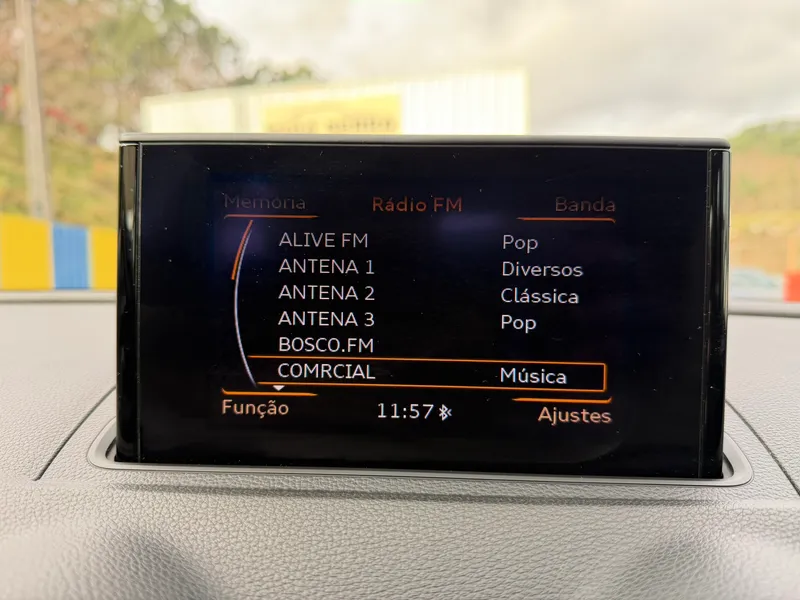 Memória Rádio FM Banda
ALIVE FM Pop
ANTENA 1 Diversos
ANTENA 2 Clássica
ANTENA 3 Pop
BOSCO.FM
COMRCIAL Música
Função 11:57 Ajustes